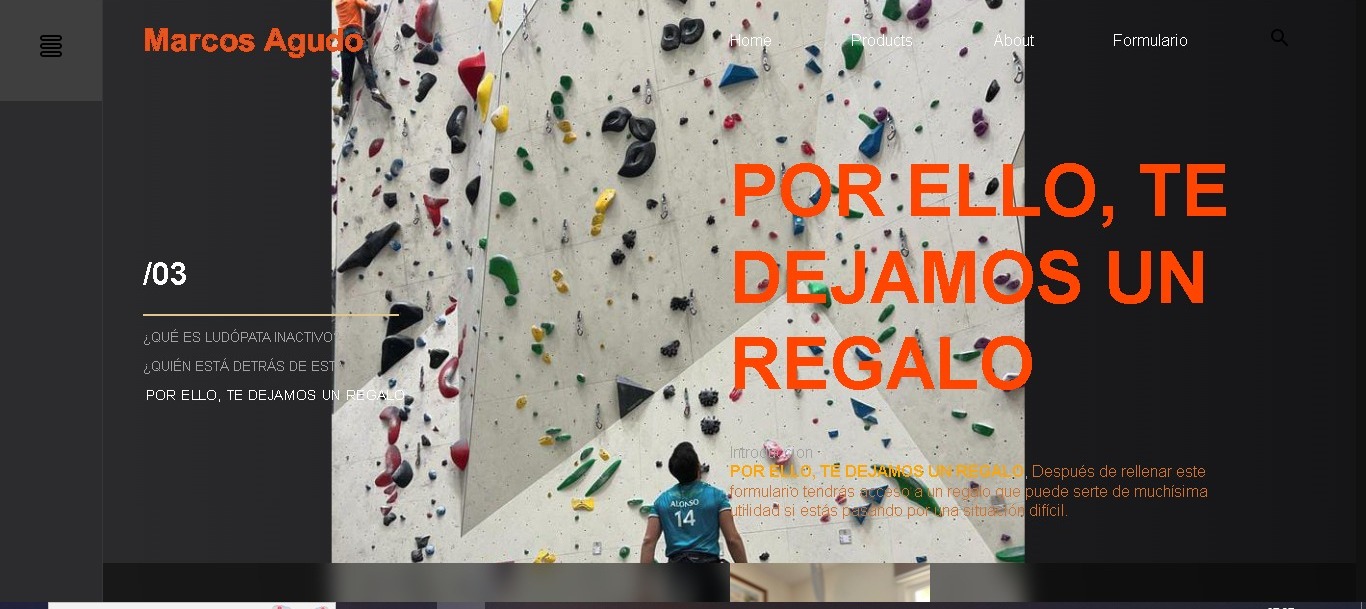 Marcos Agudo
Home Products About Formulario
POR ELLO, TE
DEJAMOS UN
REGALO
/03
¿QUÉ ES LUDÓPATA INACTIVO?
¿QUIÉN ESTÁ DETRÁS DE EST
POR ELLO, TE DEJAMOS UN REGALO
Introduccion
POR ELLO, TE DEJAMOS UN REGALO, Después de rellenar este
formulario tendrás acceso a un regalo que puede serte de muchísima
utilidad si estás pasando por una situación difícil.
ALONSO
14